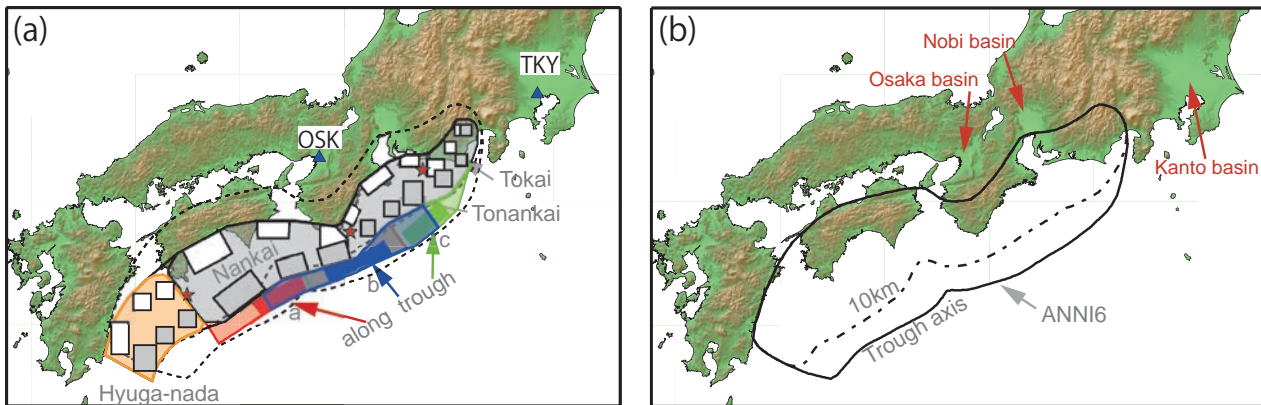 (a)
TKY
OSK
Tokai
Tonankai
Nankai
c
b
a
along trough
Hyuga-nada
(b)
Nobi basin
Osaka basin
Kanto basin
10km
Trough axis
ANNI6